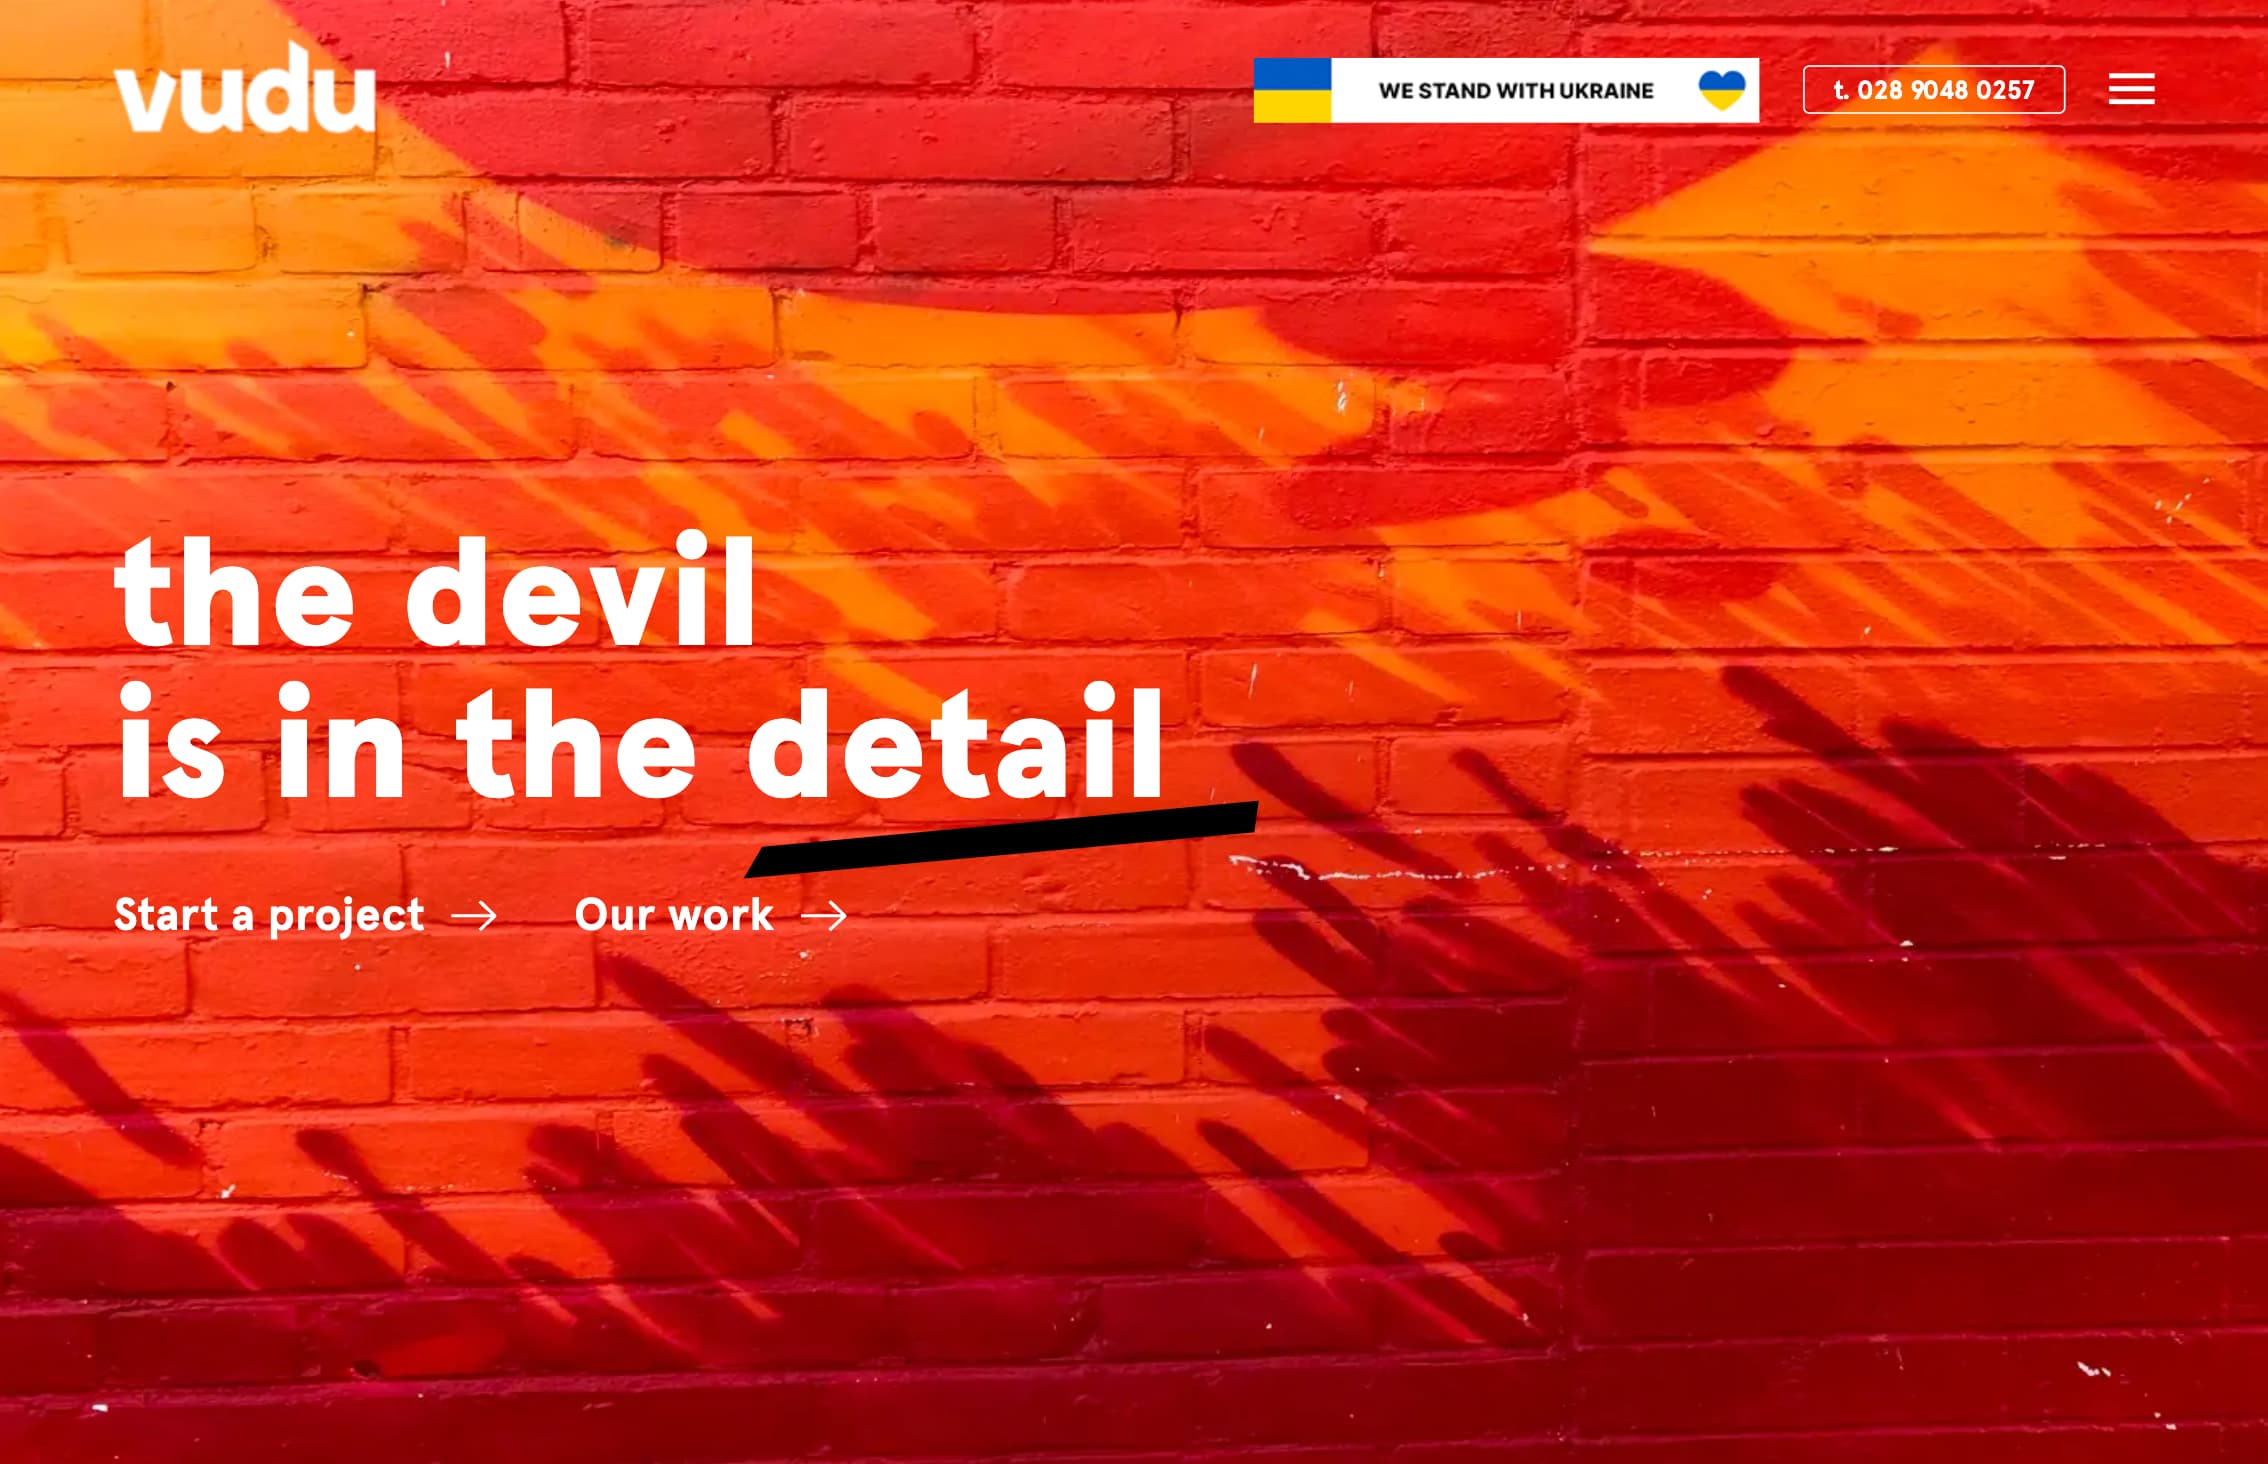 vudu
WE STAND WITH UKRAINE
t. 028 9048 0257
the devil
is in the detail
Start a project
Our work